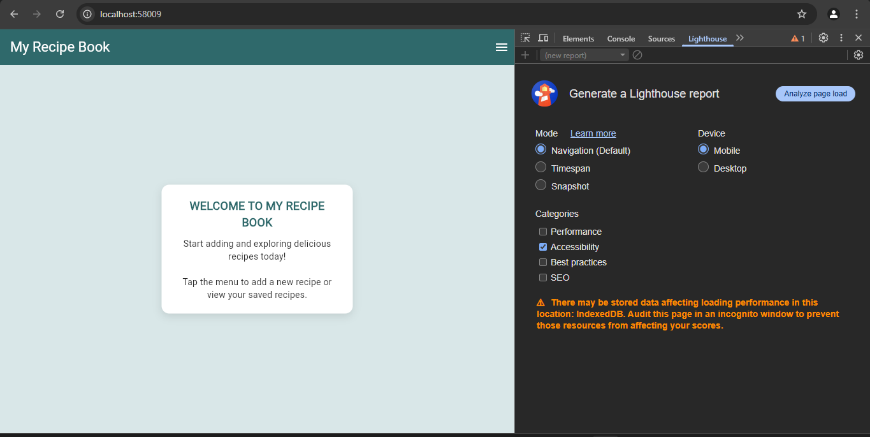 localhost:58009
My Recipe Book
WELCOME TO MY RECIPE
BOOK
Start adding and exploring delicious
recipes today!
Tap the menu to add a new recipe or
view your saved recipes.
Elements Console Sources Lighthouse 1
(new report)
Generate a Lighthouse report
Analyze page load
Mode Learn more
Device
Navigation (Default)
Mobile
Timespan
Desktop
Snapshot
Categories
Performance
Accessibility
Best practices
SEO
There may be stored data affecting loading performance in this
location: IndexedDB. Audit this page in an incognito window to prevent
those resources from affecting your scores.